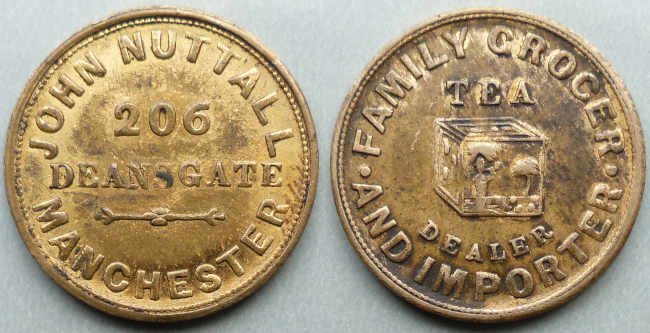 JOHN NUTTALL
206
DEANSGATE
MANCHESTER
· FAMILY GROCER ·
TEA
DEALER
AND IMPORTER